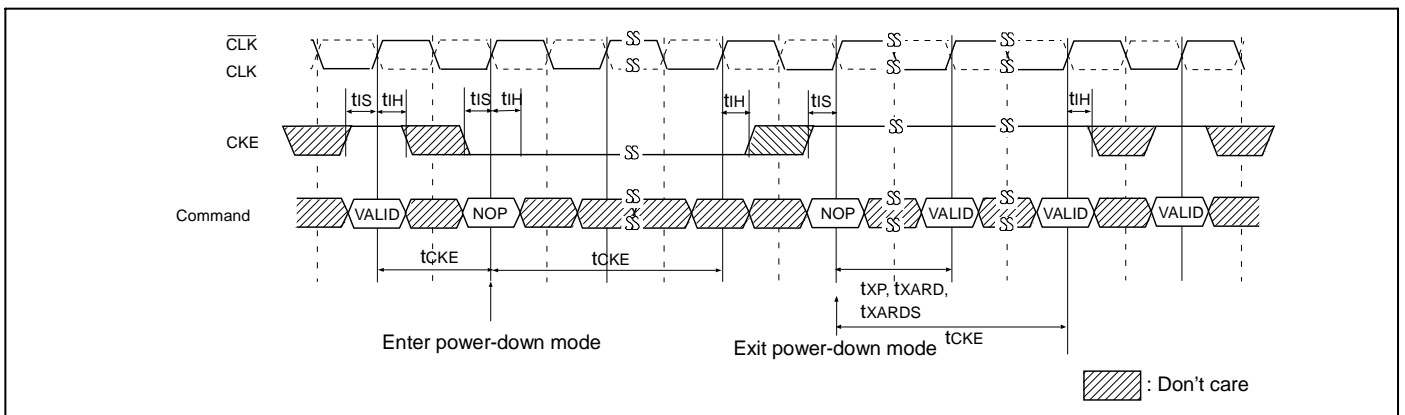 CLK
CLK
tIS tIH tIS tIH tIH tIS tIH
CKE
Command VALID NOP NOP VALID VALID VALID
tCKE tCKE
tXP, tXARD,
tXARDS
Enter power-down mode Exit power-down mode tCKE
: Don't care